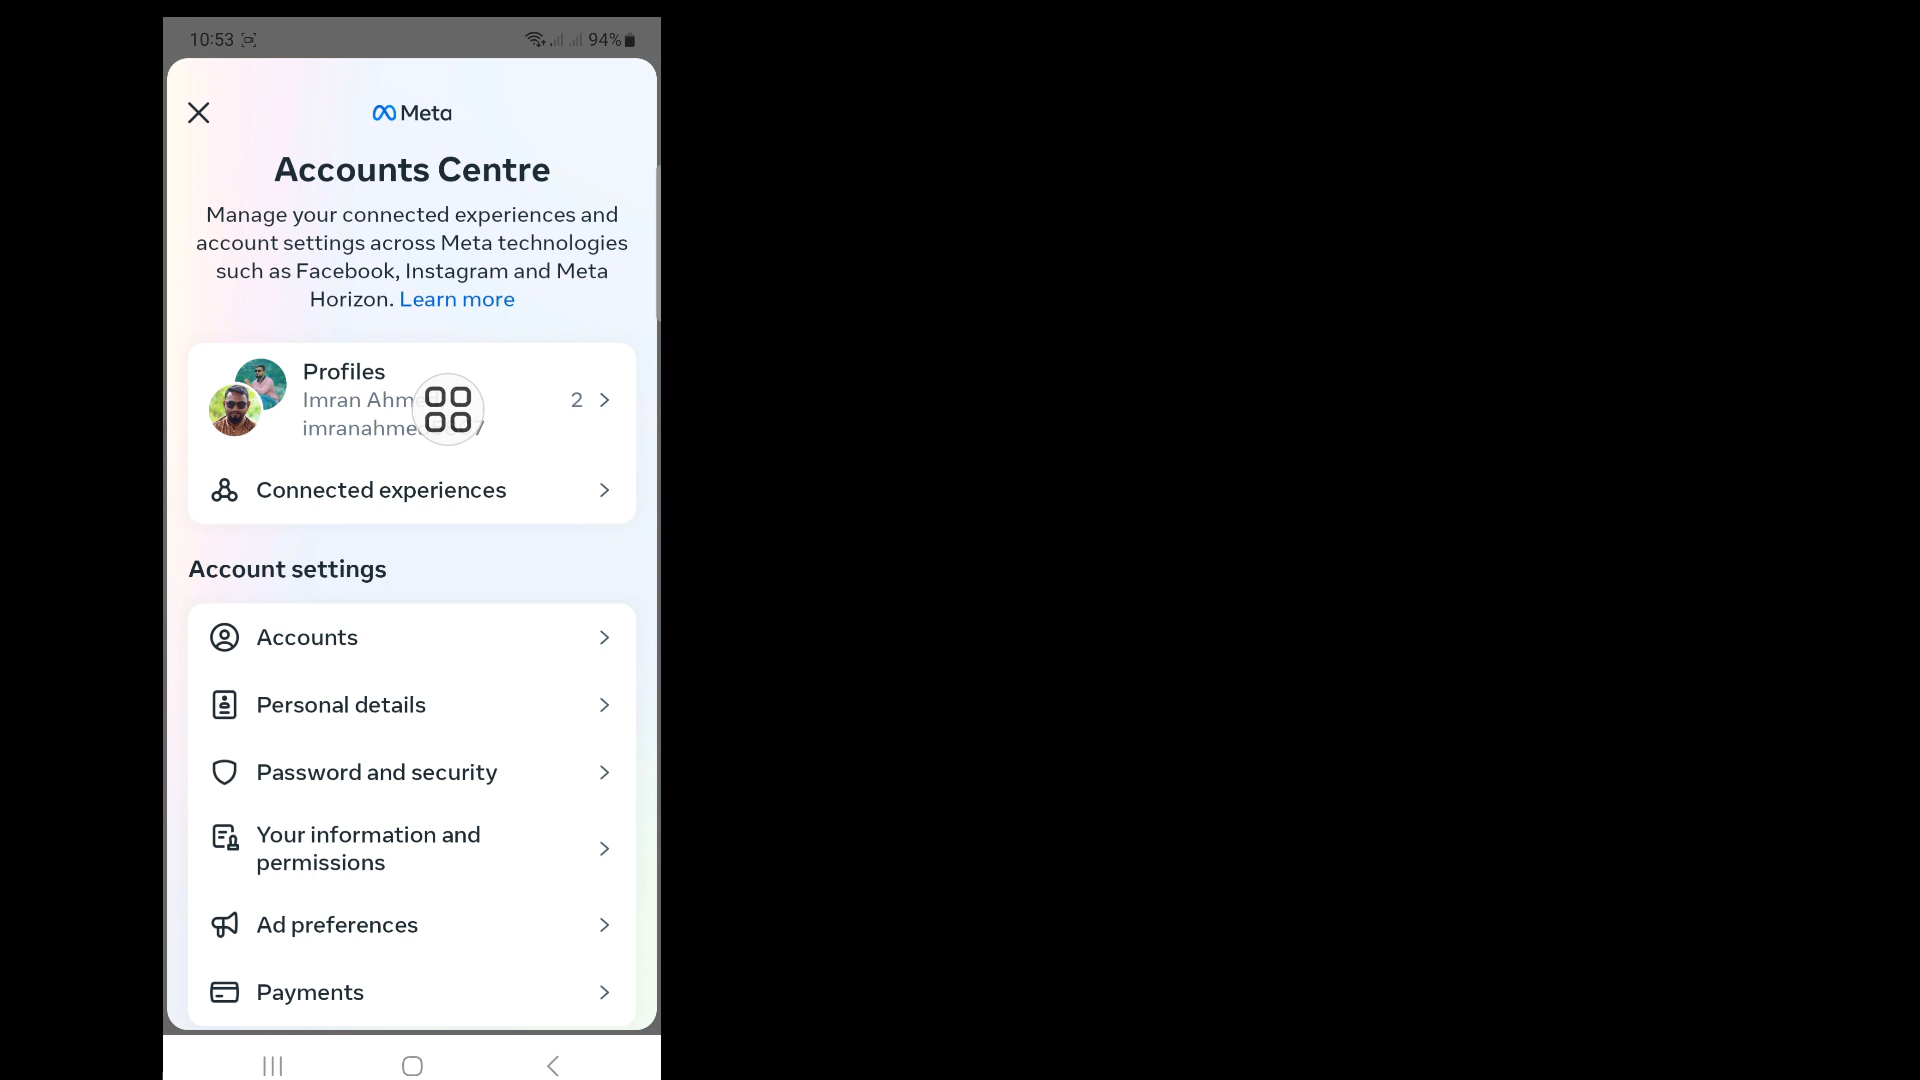 10:53 94%
Meta
Accounts Centre
Manage your connected experiences and
account settings across Meta technologies
such as Facebook, Instagram and Meta
Horizon. Learn more
Profiles
Imran
2
Connected experiences
Account settings
Accounts
Personal details
Password and security
Your information and
permissions
Ad preferences
Payments